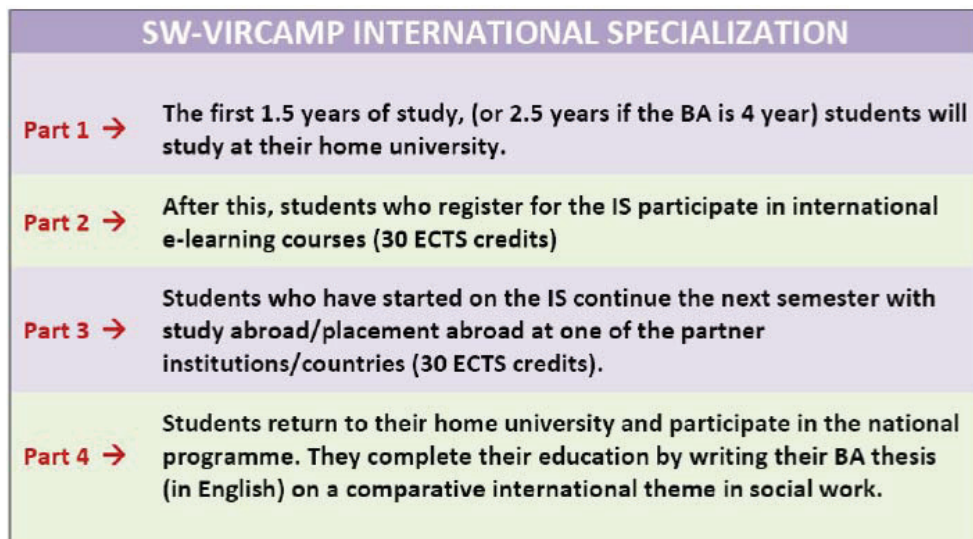 SW-VIRCAMP INTERNATIONAL SPECIALIZATION
Part 1 → The first 1.5 years of study, (or 2.5 years if the BA is 4 year) students will
study at their home university.
Part 2 → After this, students who register for the IS participate in international
e-learning courses (30 ECTS credits)
Part 3 → Students who have started on the IS continue the next semester with
study abroad/placement abroad at one of the partner
institutions/countries (30 ECTS credits).
Part 4 → Students return to their home university and participate in the national
programme. They complete their education by writing their BA thesis
(in English) on a comparative international theme in social work.